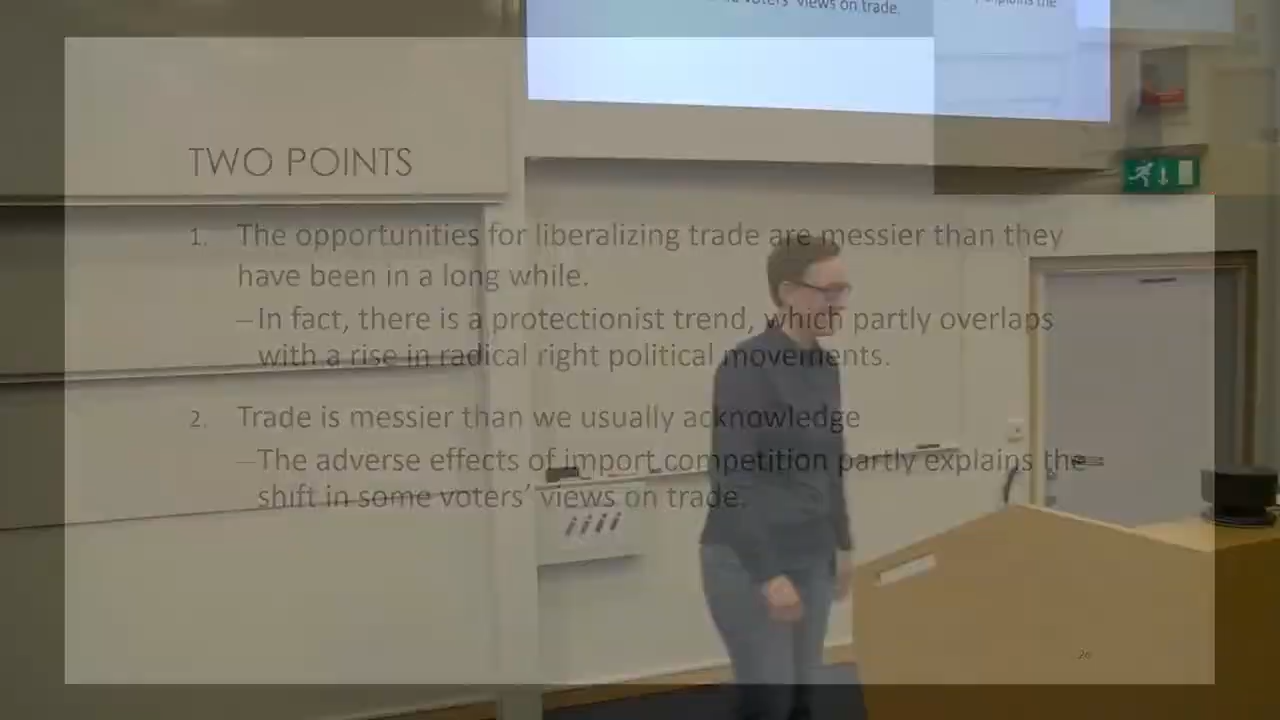 views on trade.
explains the
TWO POINTS
1. The opportunities for liberalizing trade are messier than they
have been in a long while.
– In fact, there is a protectionist trend, which partly overlaps
with a rise in radical right political movements.
2. Trade is messier than we usually acknowledge
– The adverse effects of import competition partly explains the
shift in some voters’ views on trade.